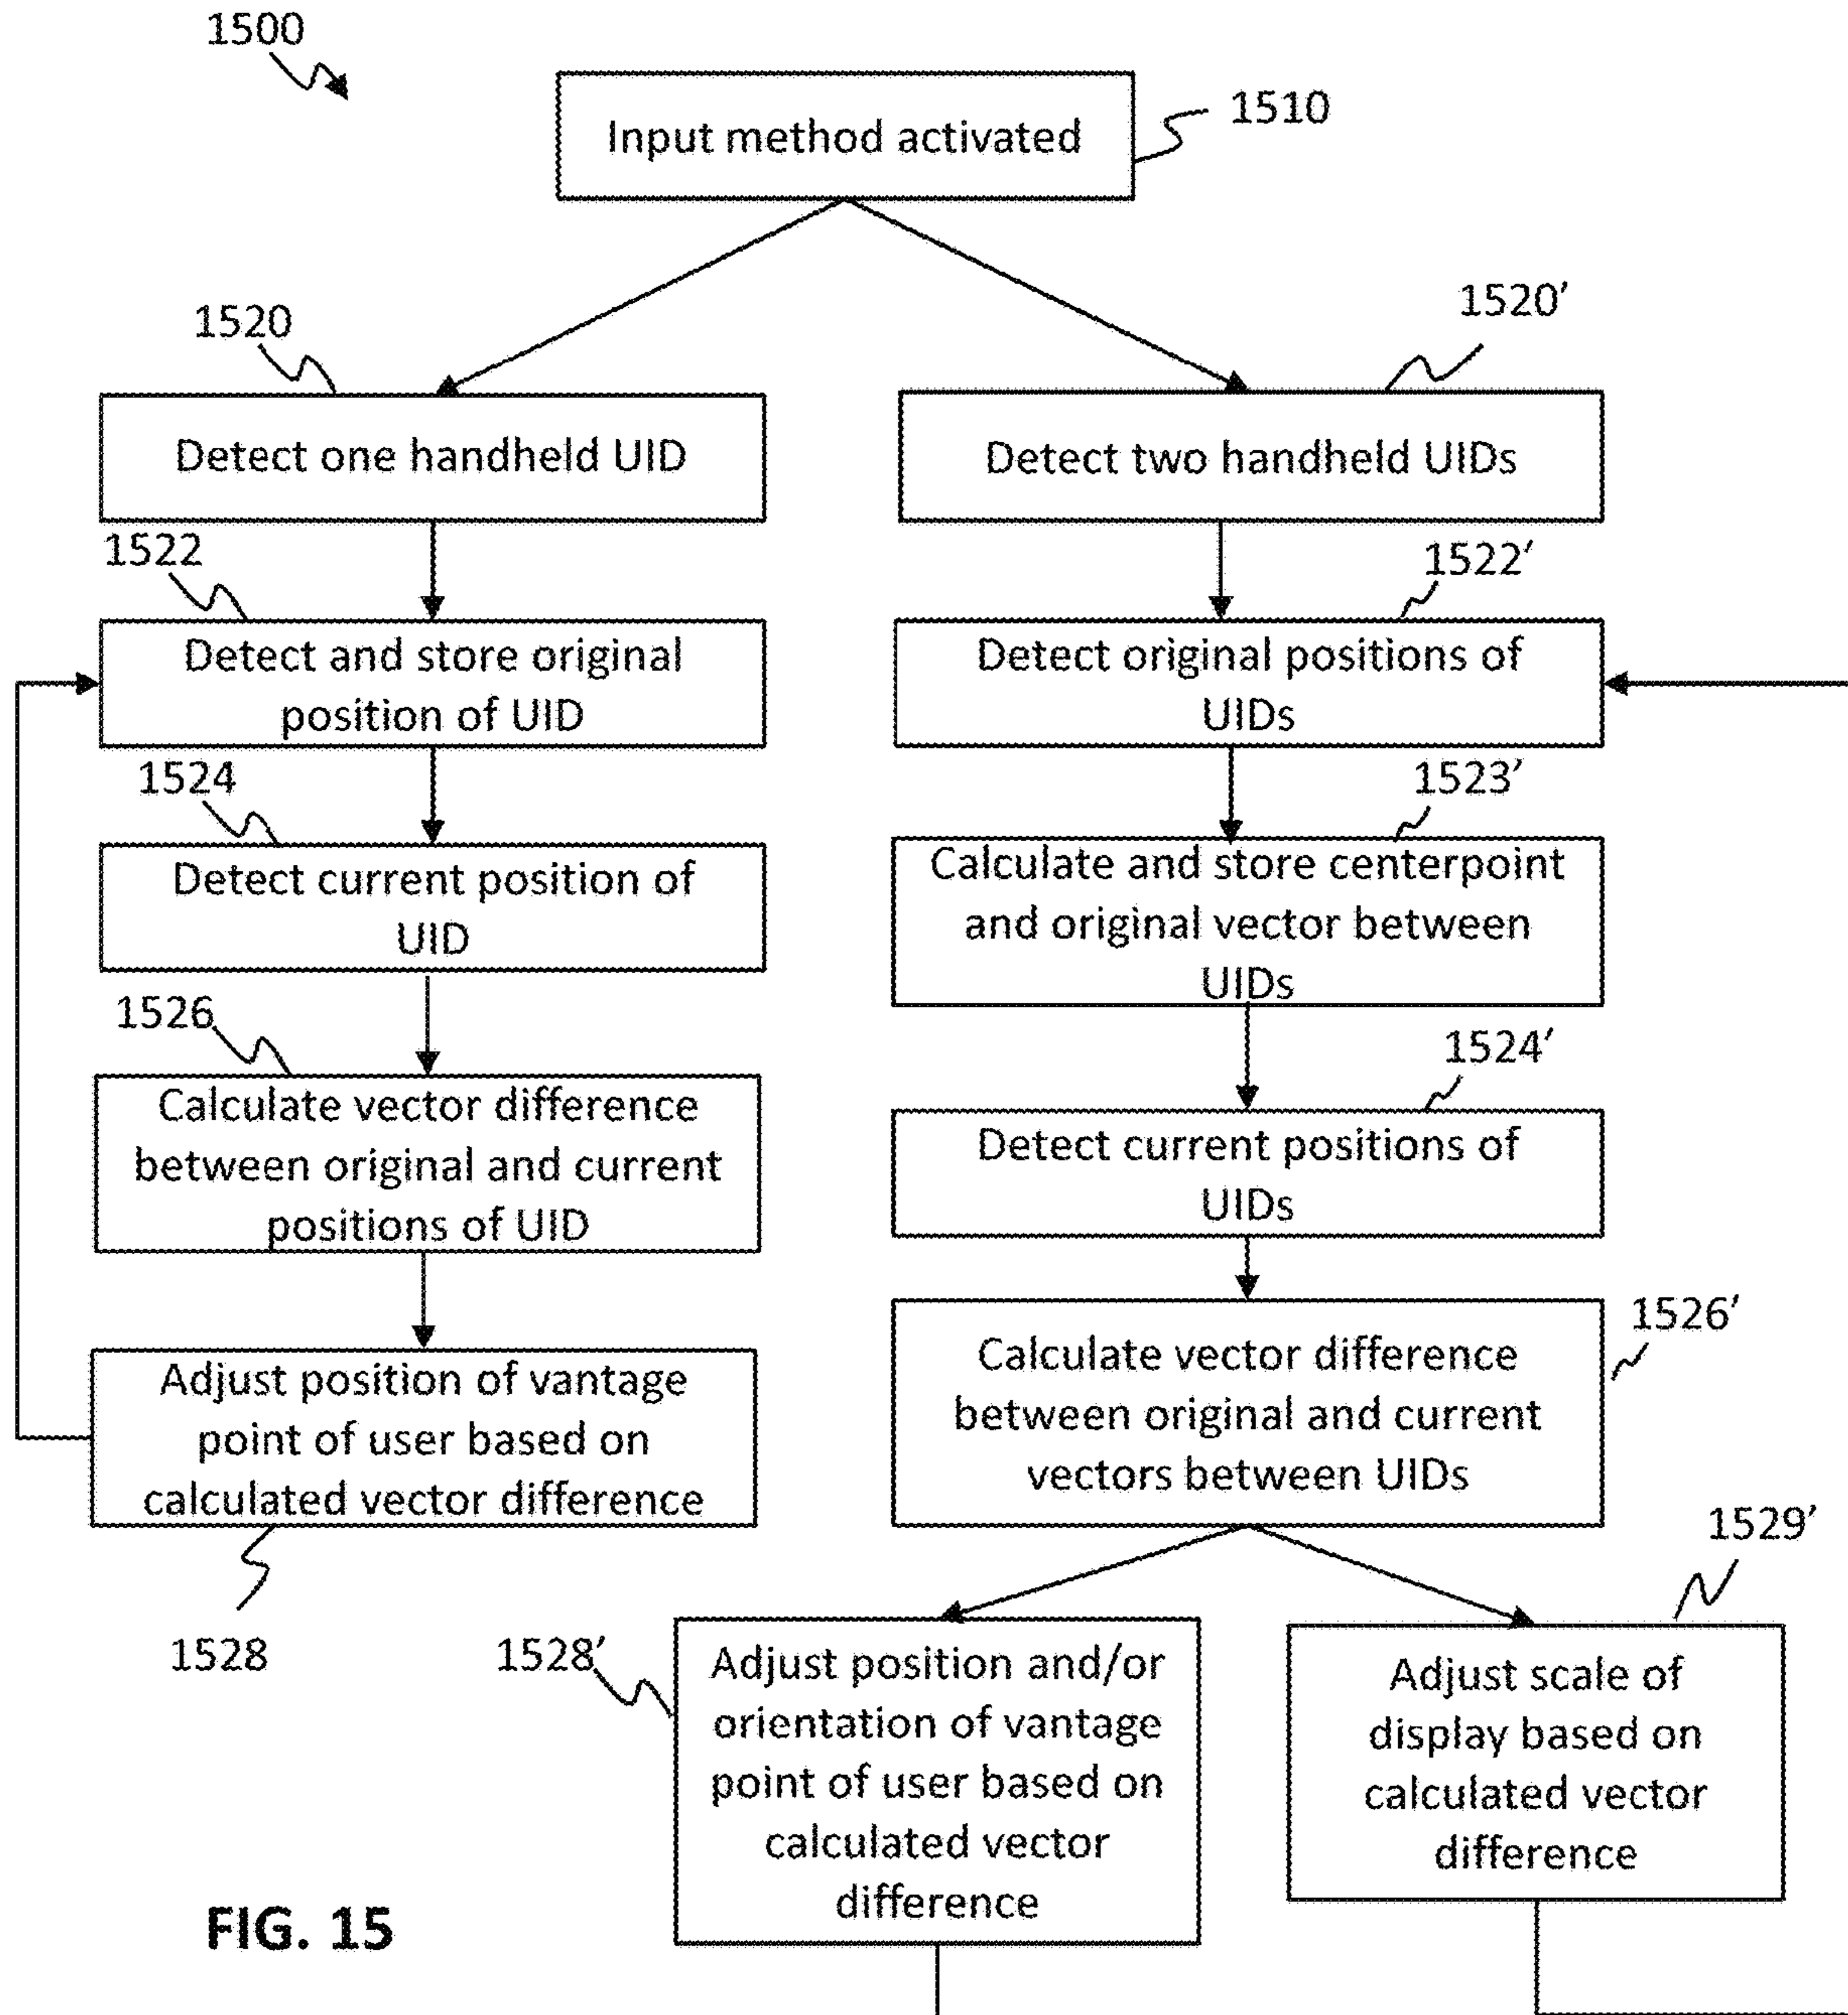 1500
Input method activated
1510
1520
Detect one handheld UID
1522
Detect and store original
position of UID
1524
Detect current position of
UID
1526
Calculate vector difference
between original and current
positions of UID
Adjust position of vantage
point of user based on
calculated vector difference
1528
1520′
Detect two handheld UIDs
1522′
Detect original positions of
UIDs
1523′
Calculate and store centerpoint
and original vector between
UIDs
1524′
Detect current positions of
UIDs
1526′
Calculate vector difference
between original and current
vectors between UIDs
1528′
Adjust position and/or
orientation of vantage
point of user based on
calculated vector
difference
1529′
Adjust scale of
display based on
calculated vector
difference
FIG. 15